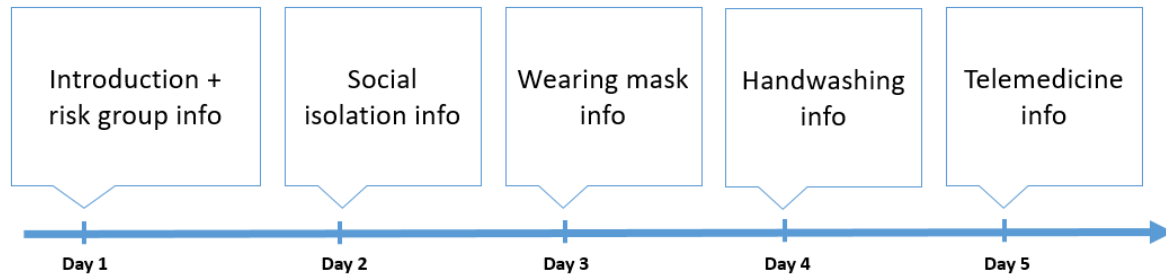 Introduction +
risk group info
Social
isolation info
Wearing mask
info
Handwashing
info
Telemedicine
info
Day 1
Day 2
Day 3
Day 4
Day 5